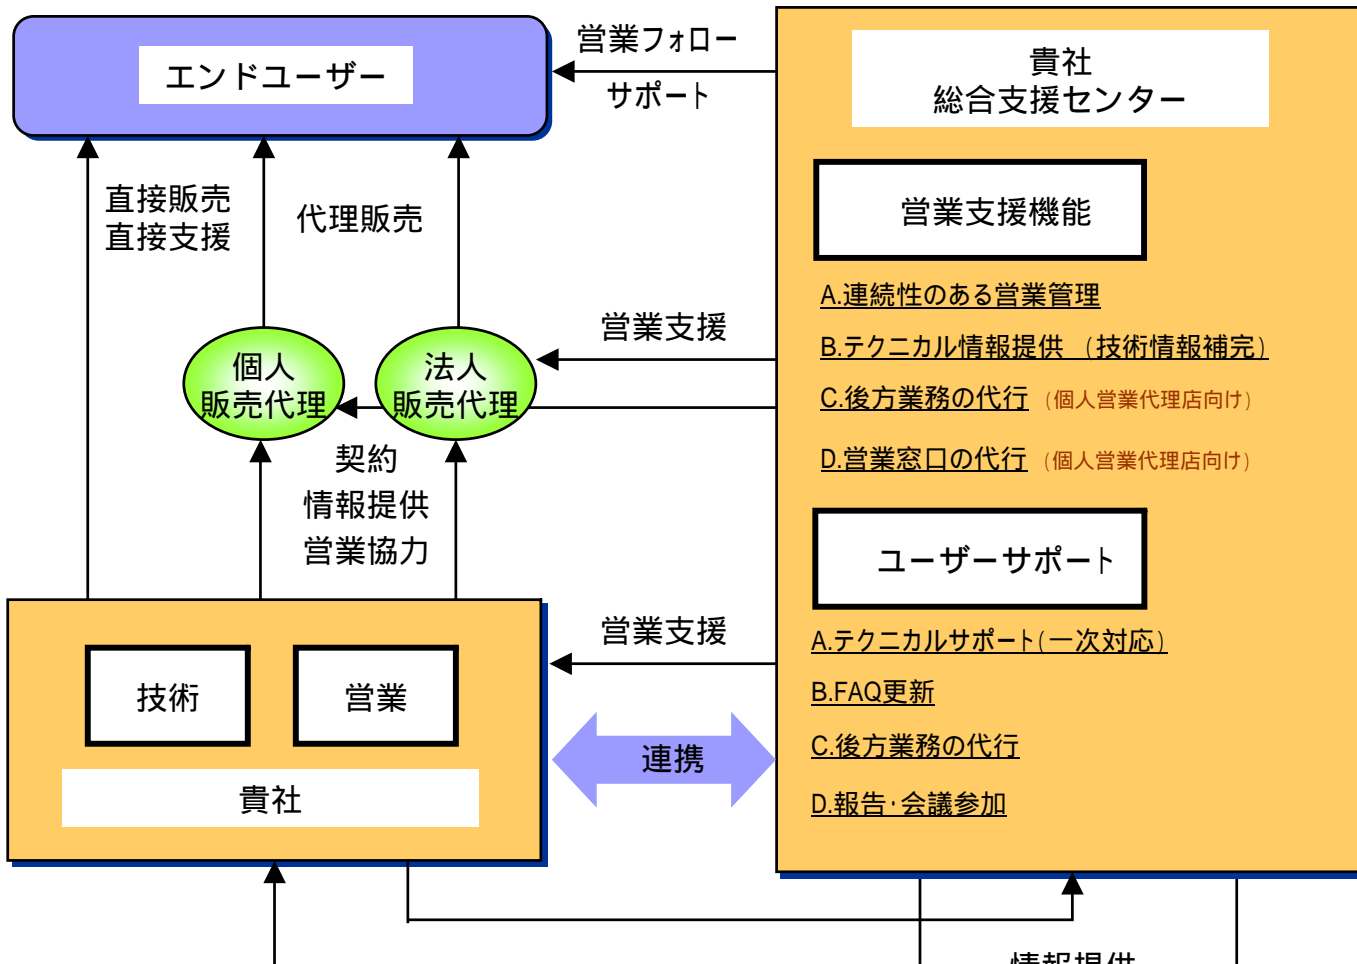 エンドユーザー
営業フォロー
サポート
貴社
総合支援センター
直接販売
直接支援
代理販売
営業支援機能
A.連続性のある営業管理
B.テクニカル情報提供 （技術情報補完）
C.後方業務の代行 （個人営業代理店向け）
D.営業窓口の代行 （個人営業代理店向け）
営業支援
個人
販売代理
法人
販売代理
契約
情報提供
営業協力
ユーザーサポート
A.テクニカルサポート(一次対応)
B.FAQ更新
C.後方業務の代行
D.報告・会議参加
営業支援
技術
営業
貴社
連携
情報提供